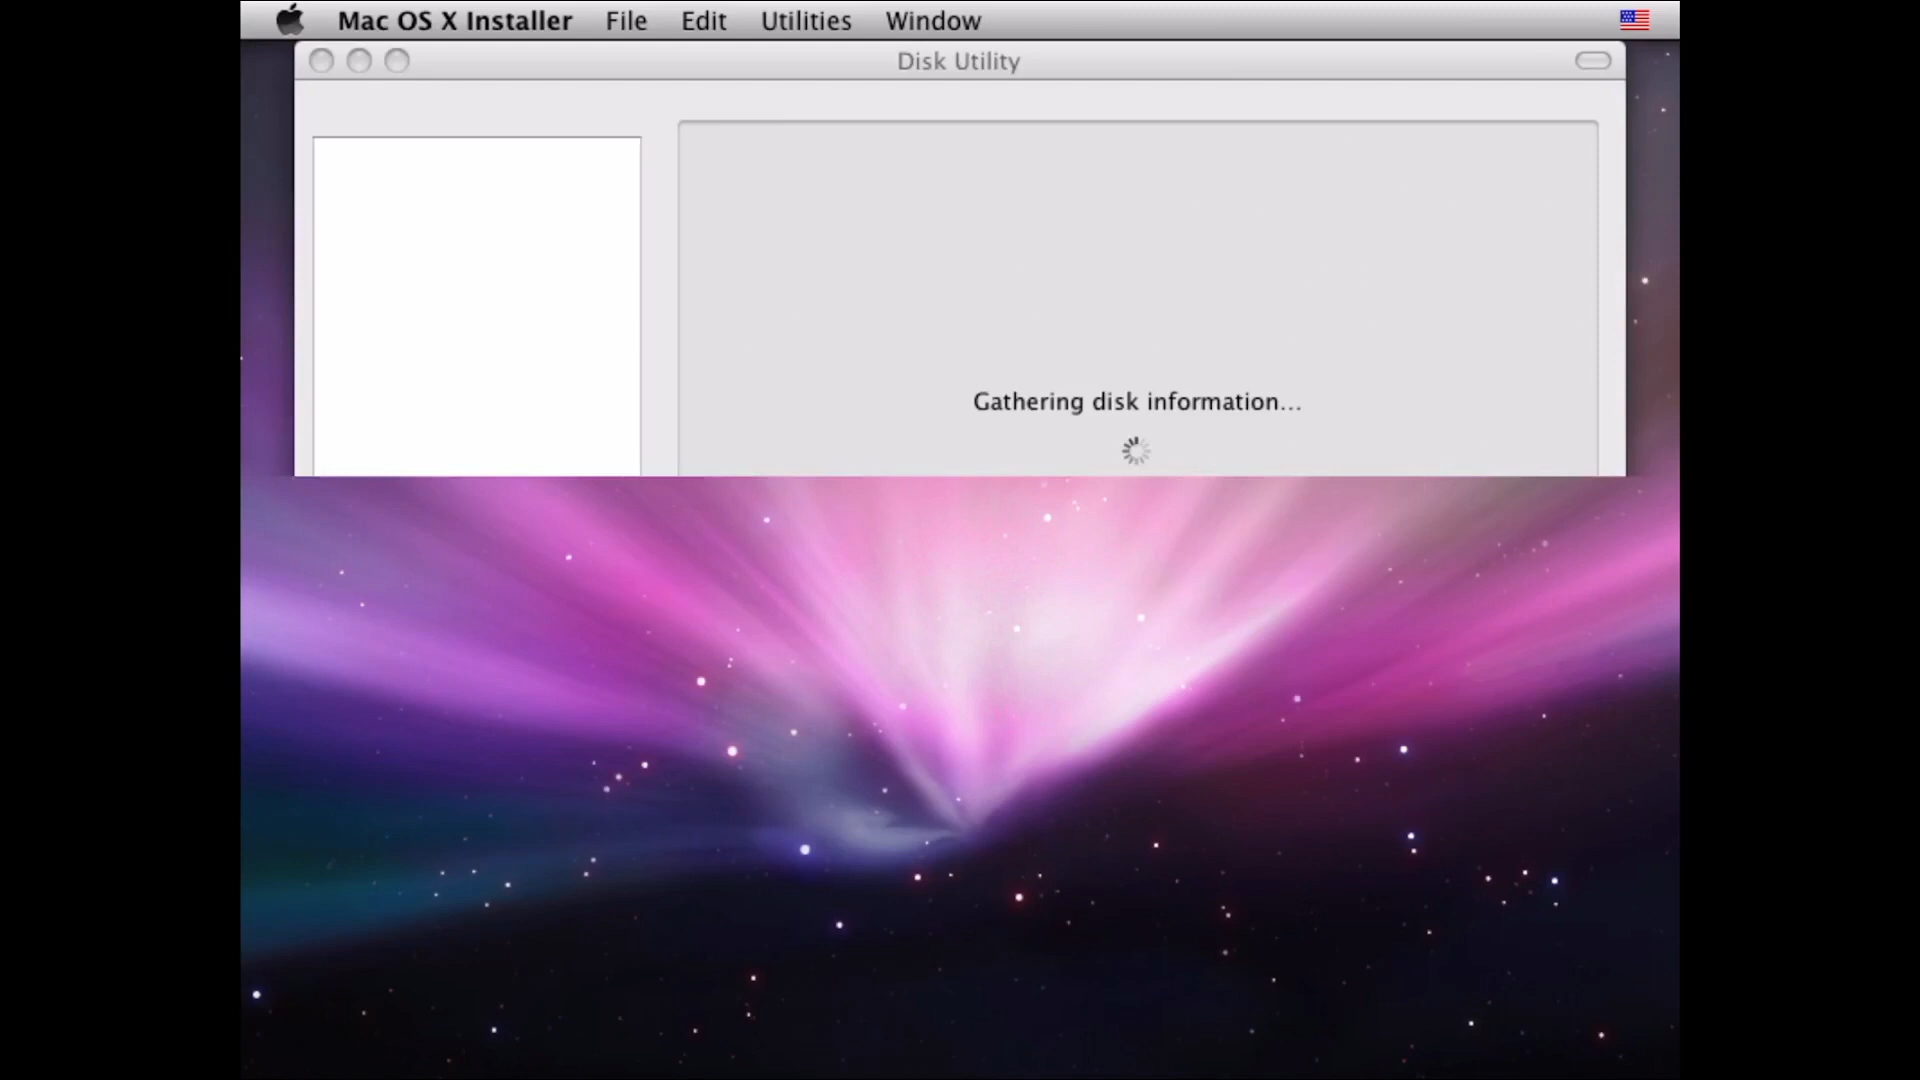 Mac OS X Installer File Edit Utilities Window
Disk Utility
Gathering disk information...